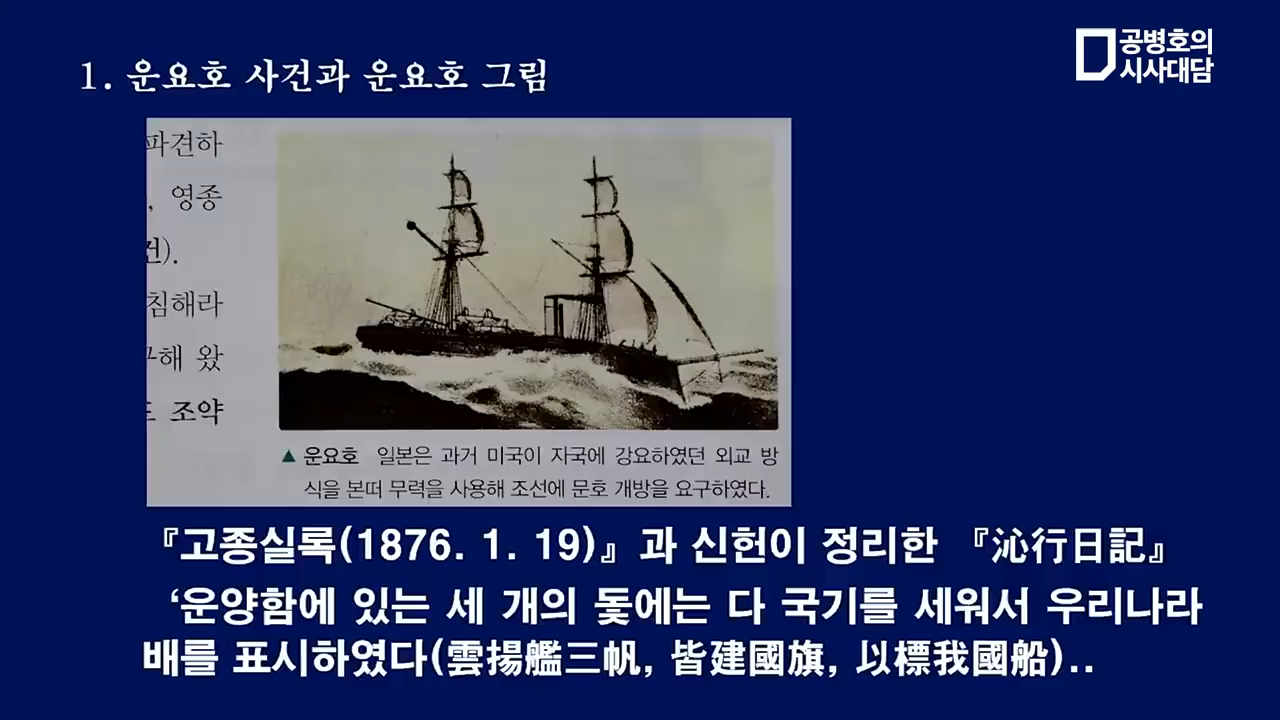 공병호의
시사대담
1. 운요호 사건과 운요호 그림
파견하
, 영종
건).
침해라
구해 왔
조약
▲ 운요호 일본은 과거 미국이 자국에 강요하였던 외교 방
식을 본떠 무력을 사용해 조선에 문호 개방을 요구하였다.
『고종실록(1876. 1. 19)』과 신헌이 정리한 『沁行日記』
‘운양함에 있는 세 개의 돛에는 다 국기를 세워서 우리나라
배를 표시하였다(雲揚艦三帆, 皆建國旗, 以標我國船)..